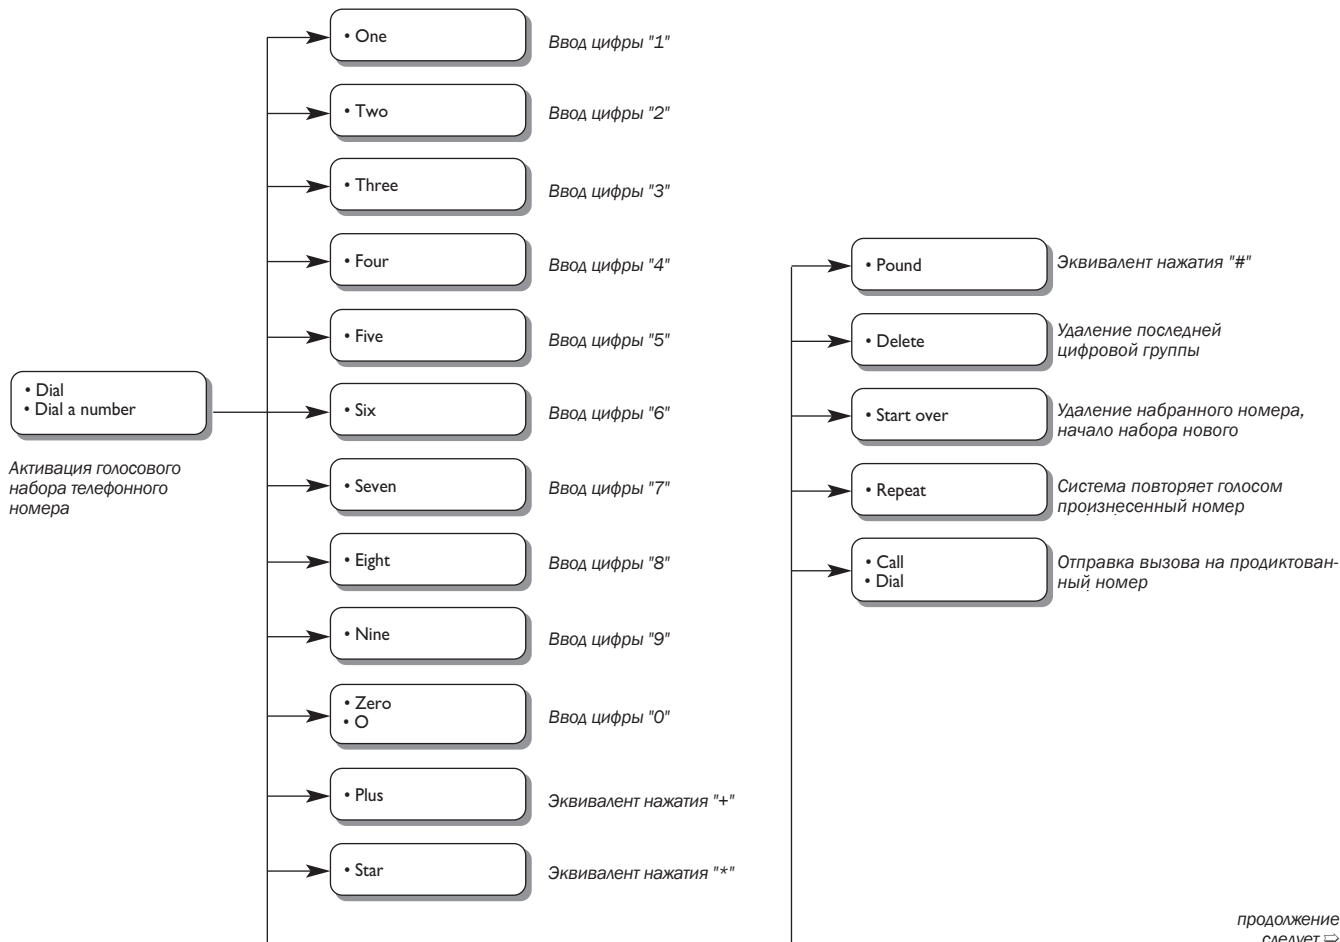 • Dial
• Dial a number
Активация голосового
набора телефонного
номера
• One
Ввод цифры "1"
• Two
Ввод цифры "2"
• Three
Ввод цифры "3"
• Four
Ввод цифры "4"
• Five
Ввод цифры "5"
• Six
Ввод цифры "6"
• Seven
Ввод цифры "7"
• Eight
Ввод цифры "8"
• Nine
Ввод цифры "9"
• Zero
• O
Ввод цифры "0"
• Plus
Эквивалент нажатия "+"
• Star
Эквивалент нажатия "*"
• Pound
Эквивалент нажатия "#"
• Delete
Удаление последней
цифровой группы
• Start over
Удаление набранного номера,
начало набора нового
• Repeat
Система повторяет голосом
произнесенный номер
• Call
• Dial
Отправка вызова на продиктован-
ный номер
продолжение
следует ⇨